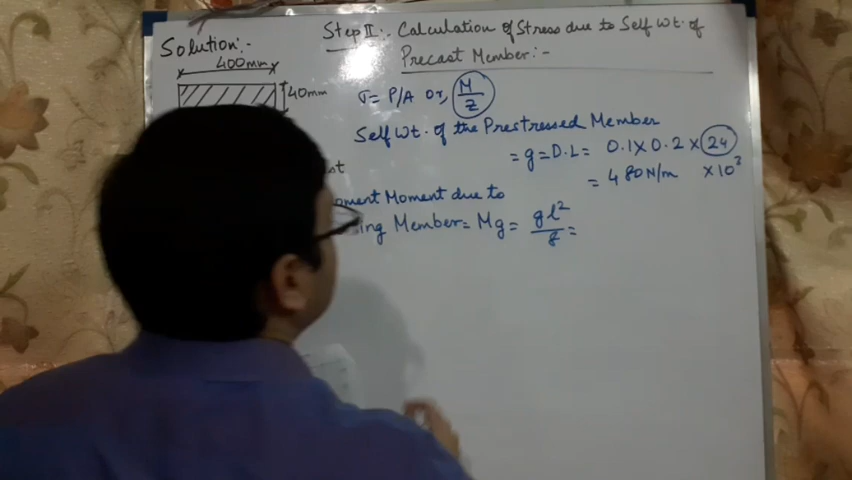 Solution:-
400mm
40mm
Step II:- Calculation of Stress due to Self Wt. of
Precast Member:-
σ = P/A or, M/Z
Self Wt. of the Prestressed Member
= g = D.L = 0.1 x 0.2 x 24
= 480 N/m x 10³
Moment due to
Member = Mg = gl²/8 =